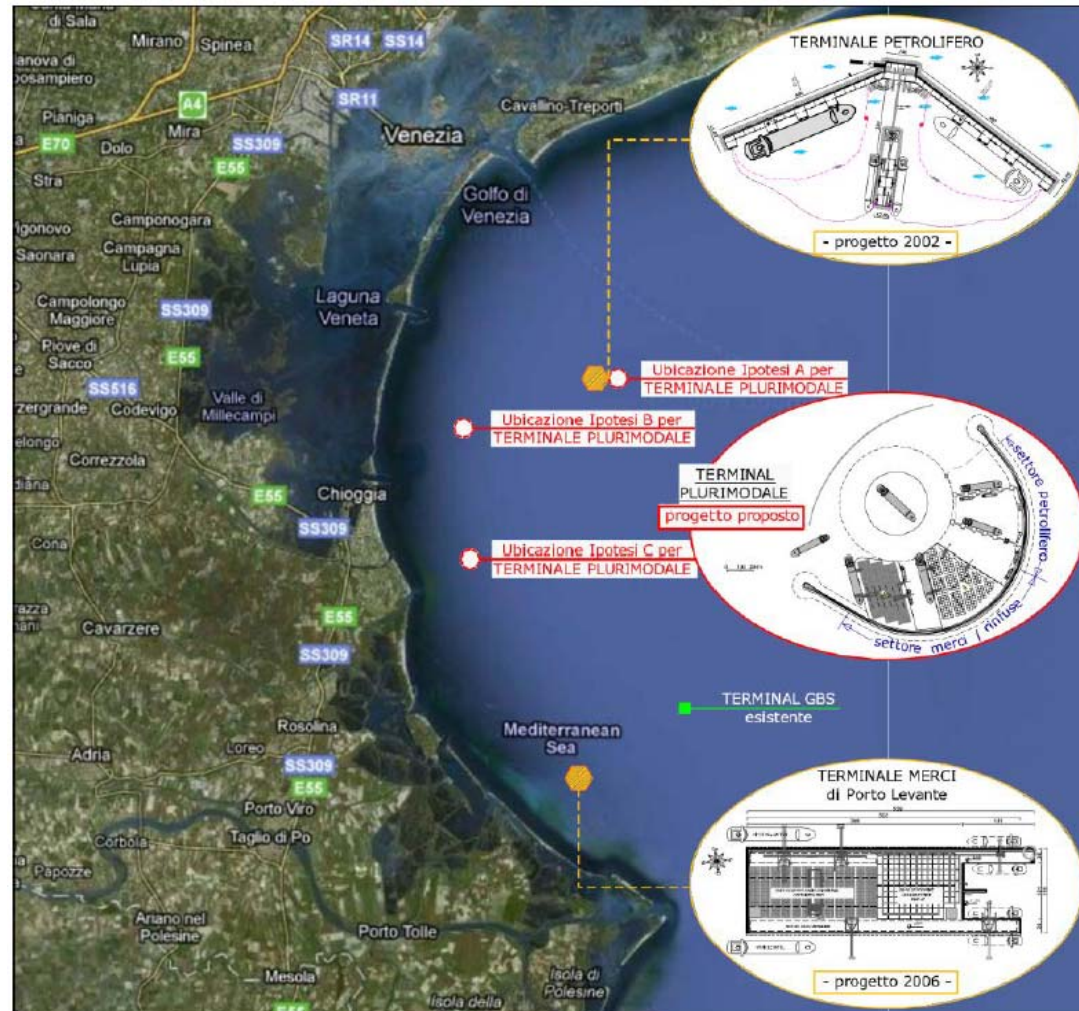 di Sala
Mirano
Spinea
SR14
SS14
TERMINALE PETROLIFERO
A4
SR11
Cavallino-Treporti
Pianiga
Mira
Venezia
E70
Dolo
SS309
E55
Stra
Golfo di
Venezia
- progetto 2002 -
Camponogara
Saonara
Campagna
Lupia
Laguna
Veneta
Campolongo
Maggiore
SS309
Piove di
Sacco
E55
SS516
Ubicazione Ipotesi A per
TERMINALE PLURIMODALE
Valle di
Millecampi
Codevigo
Ubicazione Ipotesi B per
TERMINALE PLURIMODALE
Correzzola
TERMINAL
PLURIMODALE
progetto proposto
settore petrolifero
settore merci / rinfuse
E55
Chioggia
SS309
Cona
Ubicazione Ipotesi C per
TERMINALE PLURIMODALE
E55
Cavarzere
SS309
TERMINAL GBS
esistente
Rosolina
Mediterranean
Sea
Adria
Loreo
SS309
E55
TERMINALE MERCI
di Porto Levante
Porto Viro
Corbola
Taglio di Po
Papozze
Ariano nel
Polesine
Porto Tolle
Mesola
Isola di
Polesine
Isola della
- progetto 2006 -
E55